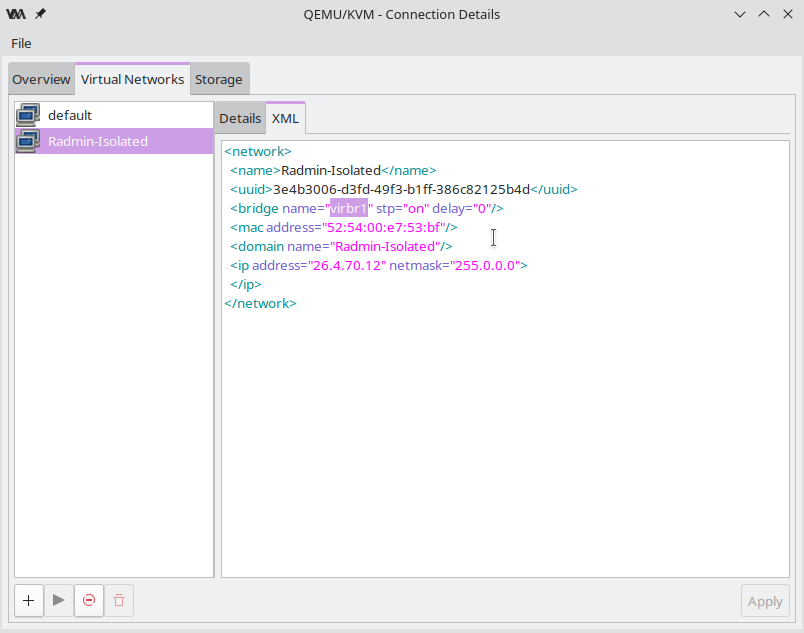 QEMU/KVM - Connection Details
File
Overview
Virtual Networks
Storage
default
Radmin-Isolated
Details
XML
<network>
  <name>Radmin-Isolated</name>
  <uuid>3e4b3006-d3fd-49f3-b1ff-386c82125b4d</uuid>
  <bridge name="virbr1" stp="on" delay="0"/>
  <mac address="52:54:00:e7:53:bf"/>
  <domain name="Radmin-Isolated"/>
  <ip address="26.4.70.12" netmask="255.0.0.0">
  </ip>
</network>
Apply